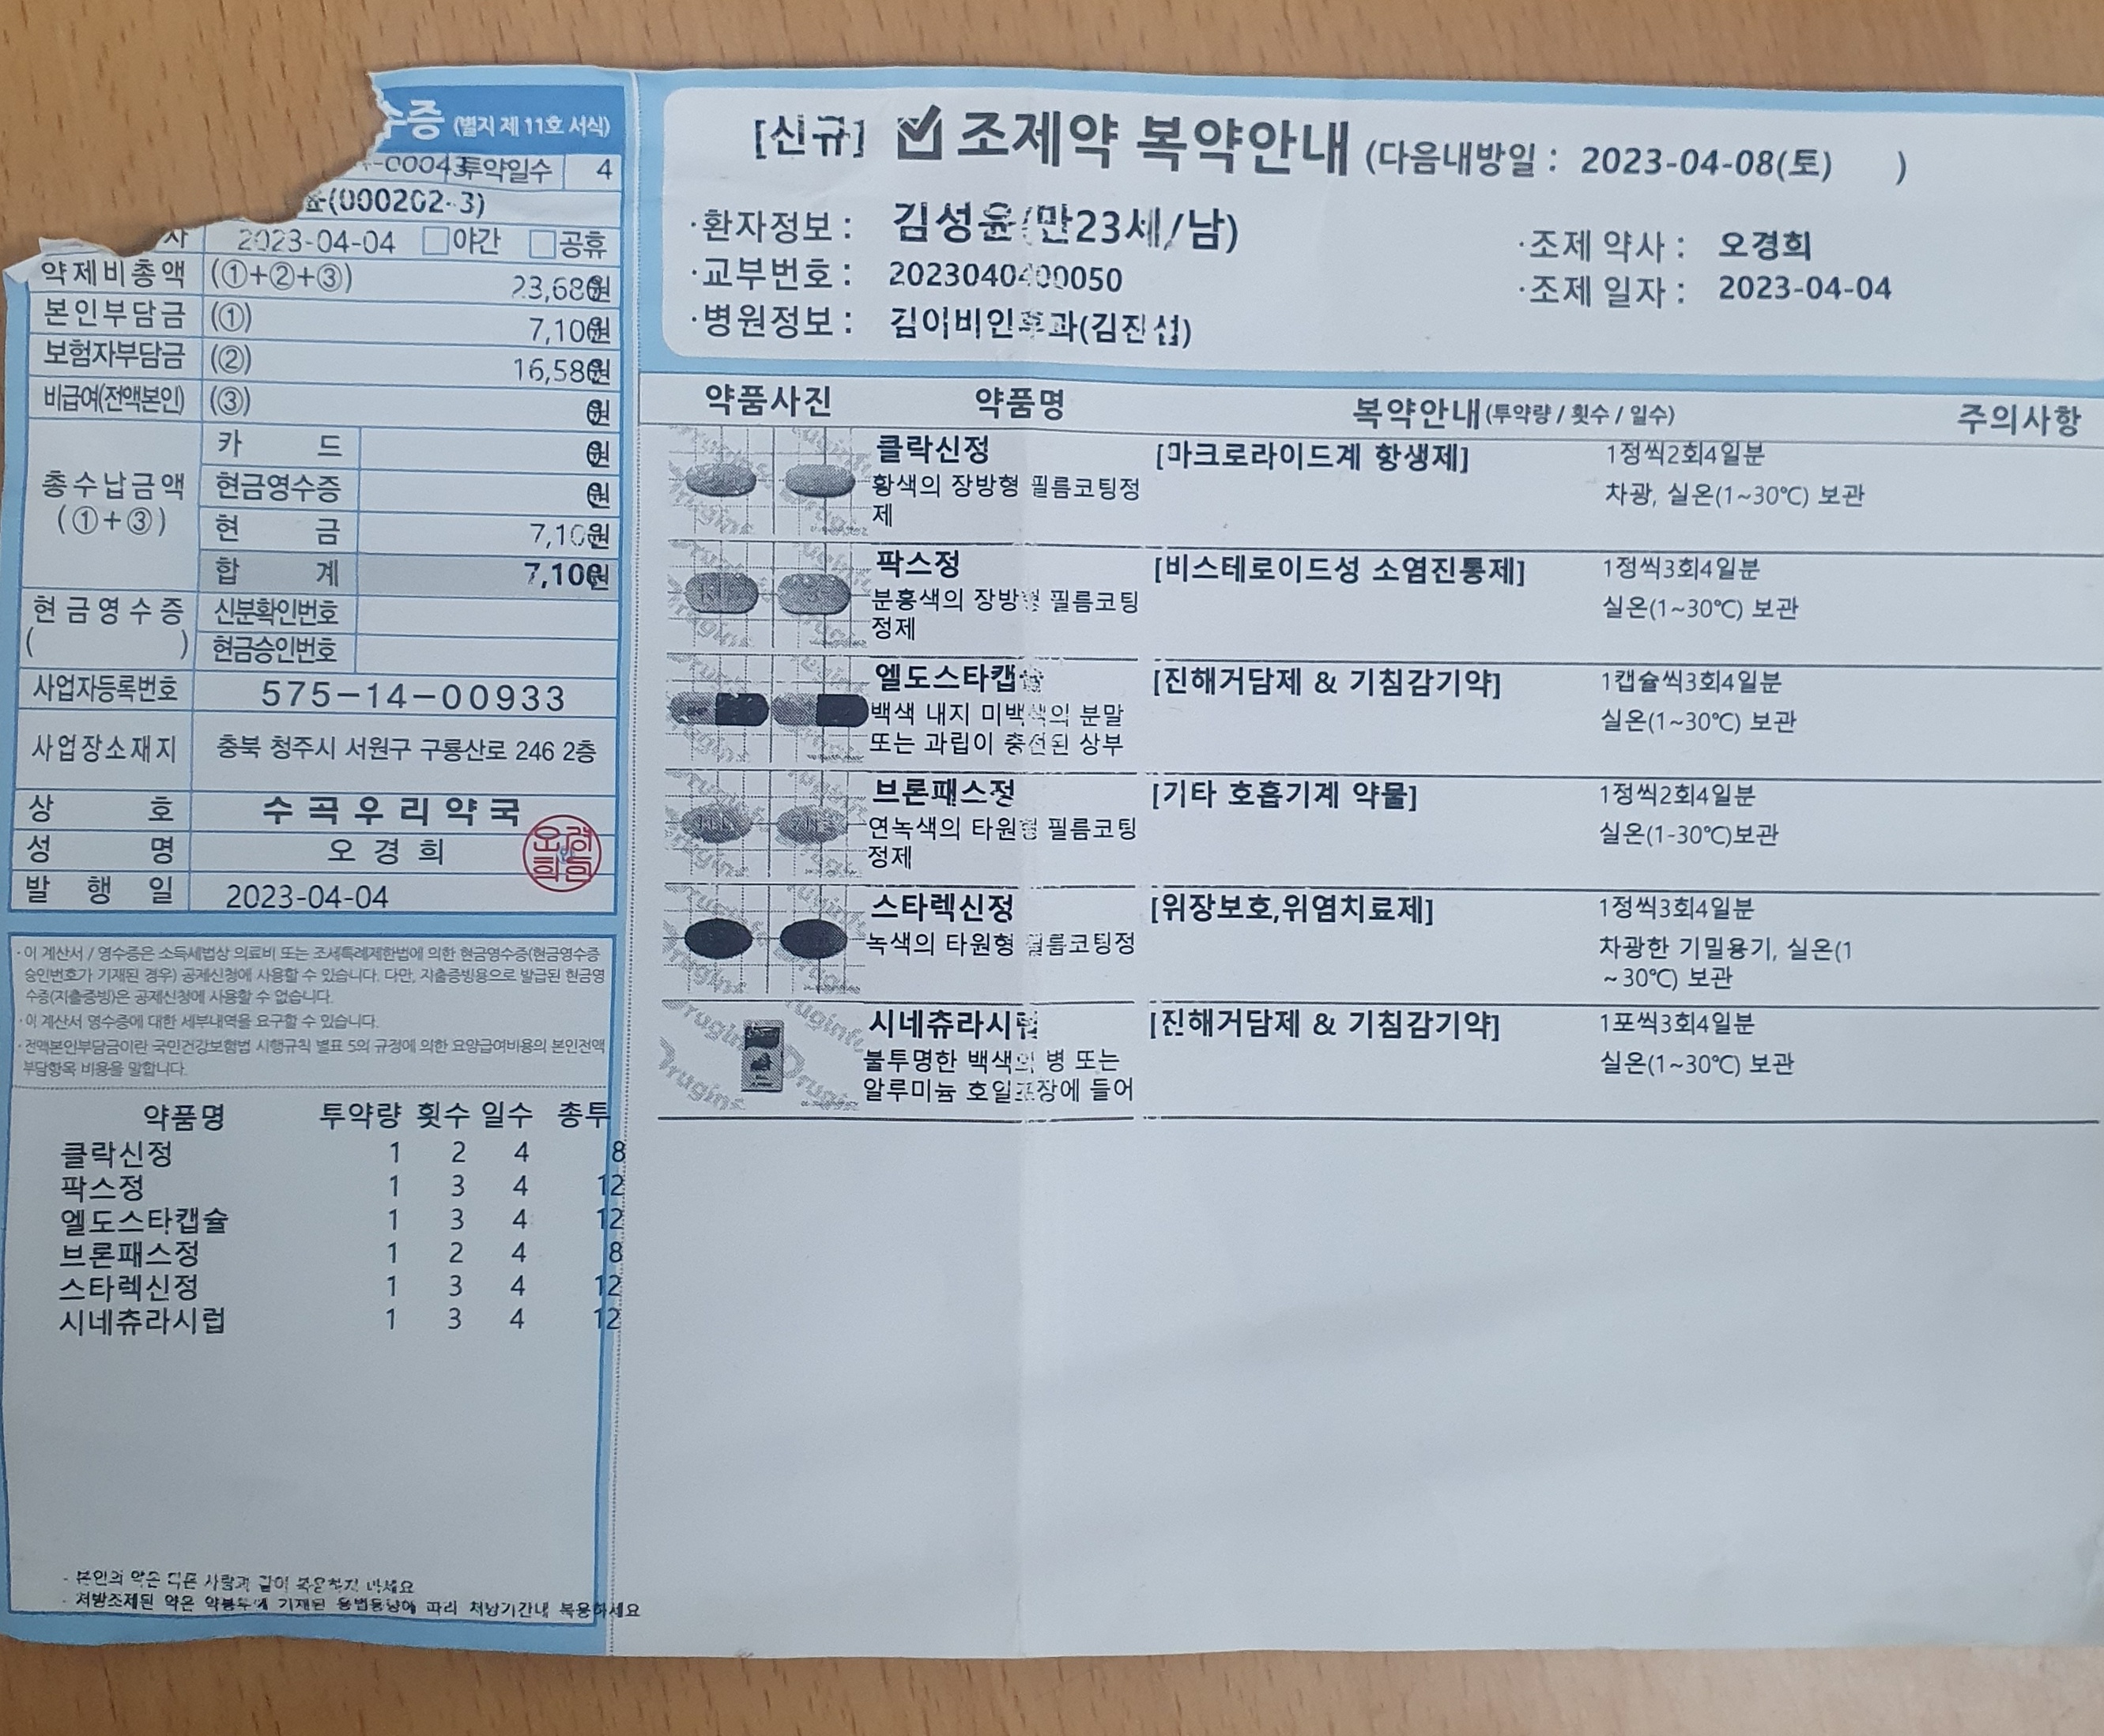 수증 (별지 제 11호 서식)
-00043 투약일수 4
(000202-3)
2023-04-04 □야간 □공휴
약제비총액 (①+②+③) 23,680원
본인부담금 (①) 7,100원
보험자부담금 (②) 16,580원
비급여(전액본인) (③) 0원
총수납금액 (①+③)
카 드 0원
현금영수증 0원
현 금 7,100원
합 계 7,100원
현금영수증 ( )
신분확인번호
현금승인번호
사업자등록번호 575-14-00933
사업장소재지 충북 청주시 서원구 구룡산로 246 2층
상 호 수곡우리약국
성 명 오경희
발 행 일 2023-04-04
·이 계산서 / 영수증은 소득세법상 의료비 또는 조세특례제한법에 의한 현금영수증(현금영수증
승인번호가 기재된 경우) 공제신청에 사용할 수 있습니다. 다만, 지출증빙용으로 발급된 현금영
수증(지출증빙)은 공제신청에 사용할 수 없습니다.
·이 계산서 영수증에 대한 세부내역을 요구할 수 있습니다.
·전액본인부담금이란 국민건강보험법 시행규칙 별표 5의 규정에 의한 요양급여비용의 본인전액
부담항목 비용을 말합니다.
약품명 투약량 횟수 일수 총투
클락신정 1 2 4 8
팍스정 1 3 4 12
엘도스타캡슐 1 3 4 12
브론패스정 1 2 4 8
스타렉신정 1 3 4 12
시네츄라시럽 1 3 4 12
- 본인의 약은 다른 사람과 같이 복용하지 마세요
- 처방조제된 약은 약봉투에 기재된 용법용량에 따라 처방기간내 복용하세요
[신규] 조제약 복약안내 (다음내방일 : 2023-04-08(토) )
·환자정보 : 김성윤(만23세/남)
·교부번호 : 2023040400050
·병원정보 : 김이비인후과(김진섭)
·조제 약사 : 오경희
·조제 일자 : 2023-04-04
약품사진 약품명 복약안내(투약량 / 횟수 / 일수) 주의사항
클락신정 [마크로라이드계 항생제] 1정씩2회4일분
황색의 장방형 필름코팅정
제
차광, 실온(1~30℃) 보관
팍스정 [비스테로이드성 소염진통제] 1정씩3회4일분
분홍색의 장방형 필름코팅
정제
실온(1~30℃) 보관
엘도스타캡슐 [진해거담제 & 기침감기약] 1캡슐씩3회4일분
백색 내지 미백색의 분말
또는 과립이 충전된 상부
실온(1~30℃) 보관
브론패스정 [기타 호흡기계 약물] 1정씩2회4일분
연녹색의 타원형 필름코팅
정제
실온(1-30℃)보관
스타렉신정 [위장보호,위염치료제] 1정씩3회4일분
녹색의 타원형 필름코팅정
차광한 기밀용기, 실온(1
~30℃) 보관
시네츄라시럽 [진해거담제 & 기침감기약] 1포씩3회4일분
불투명한 백색의 병 또는
알루미늄 호일포장에 들어
실온(1~30℃) 보관